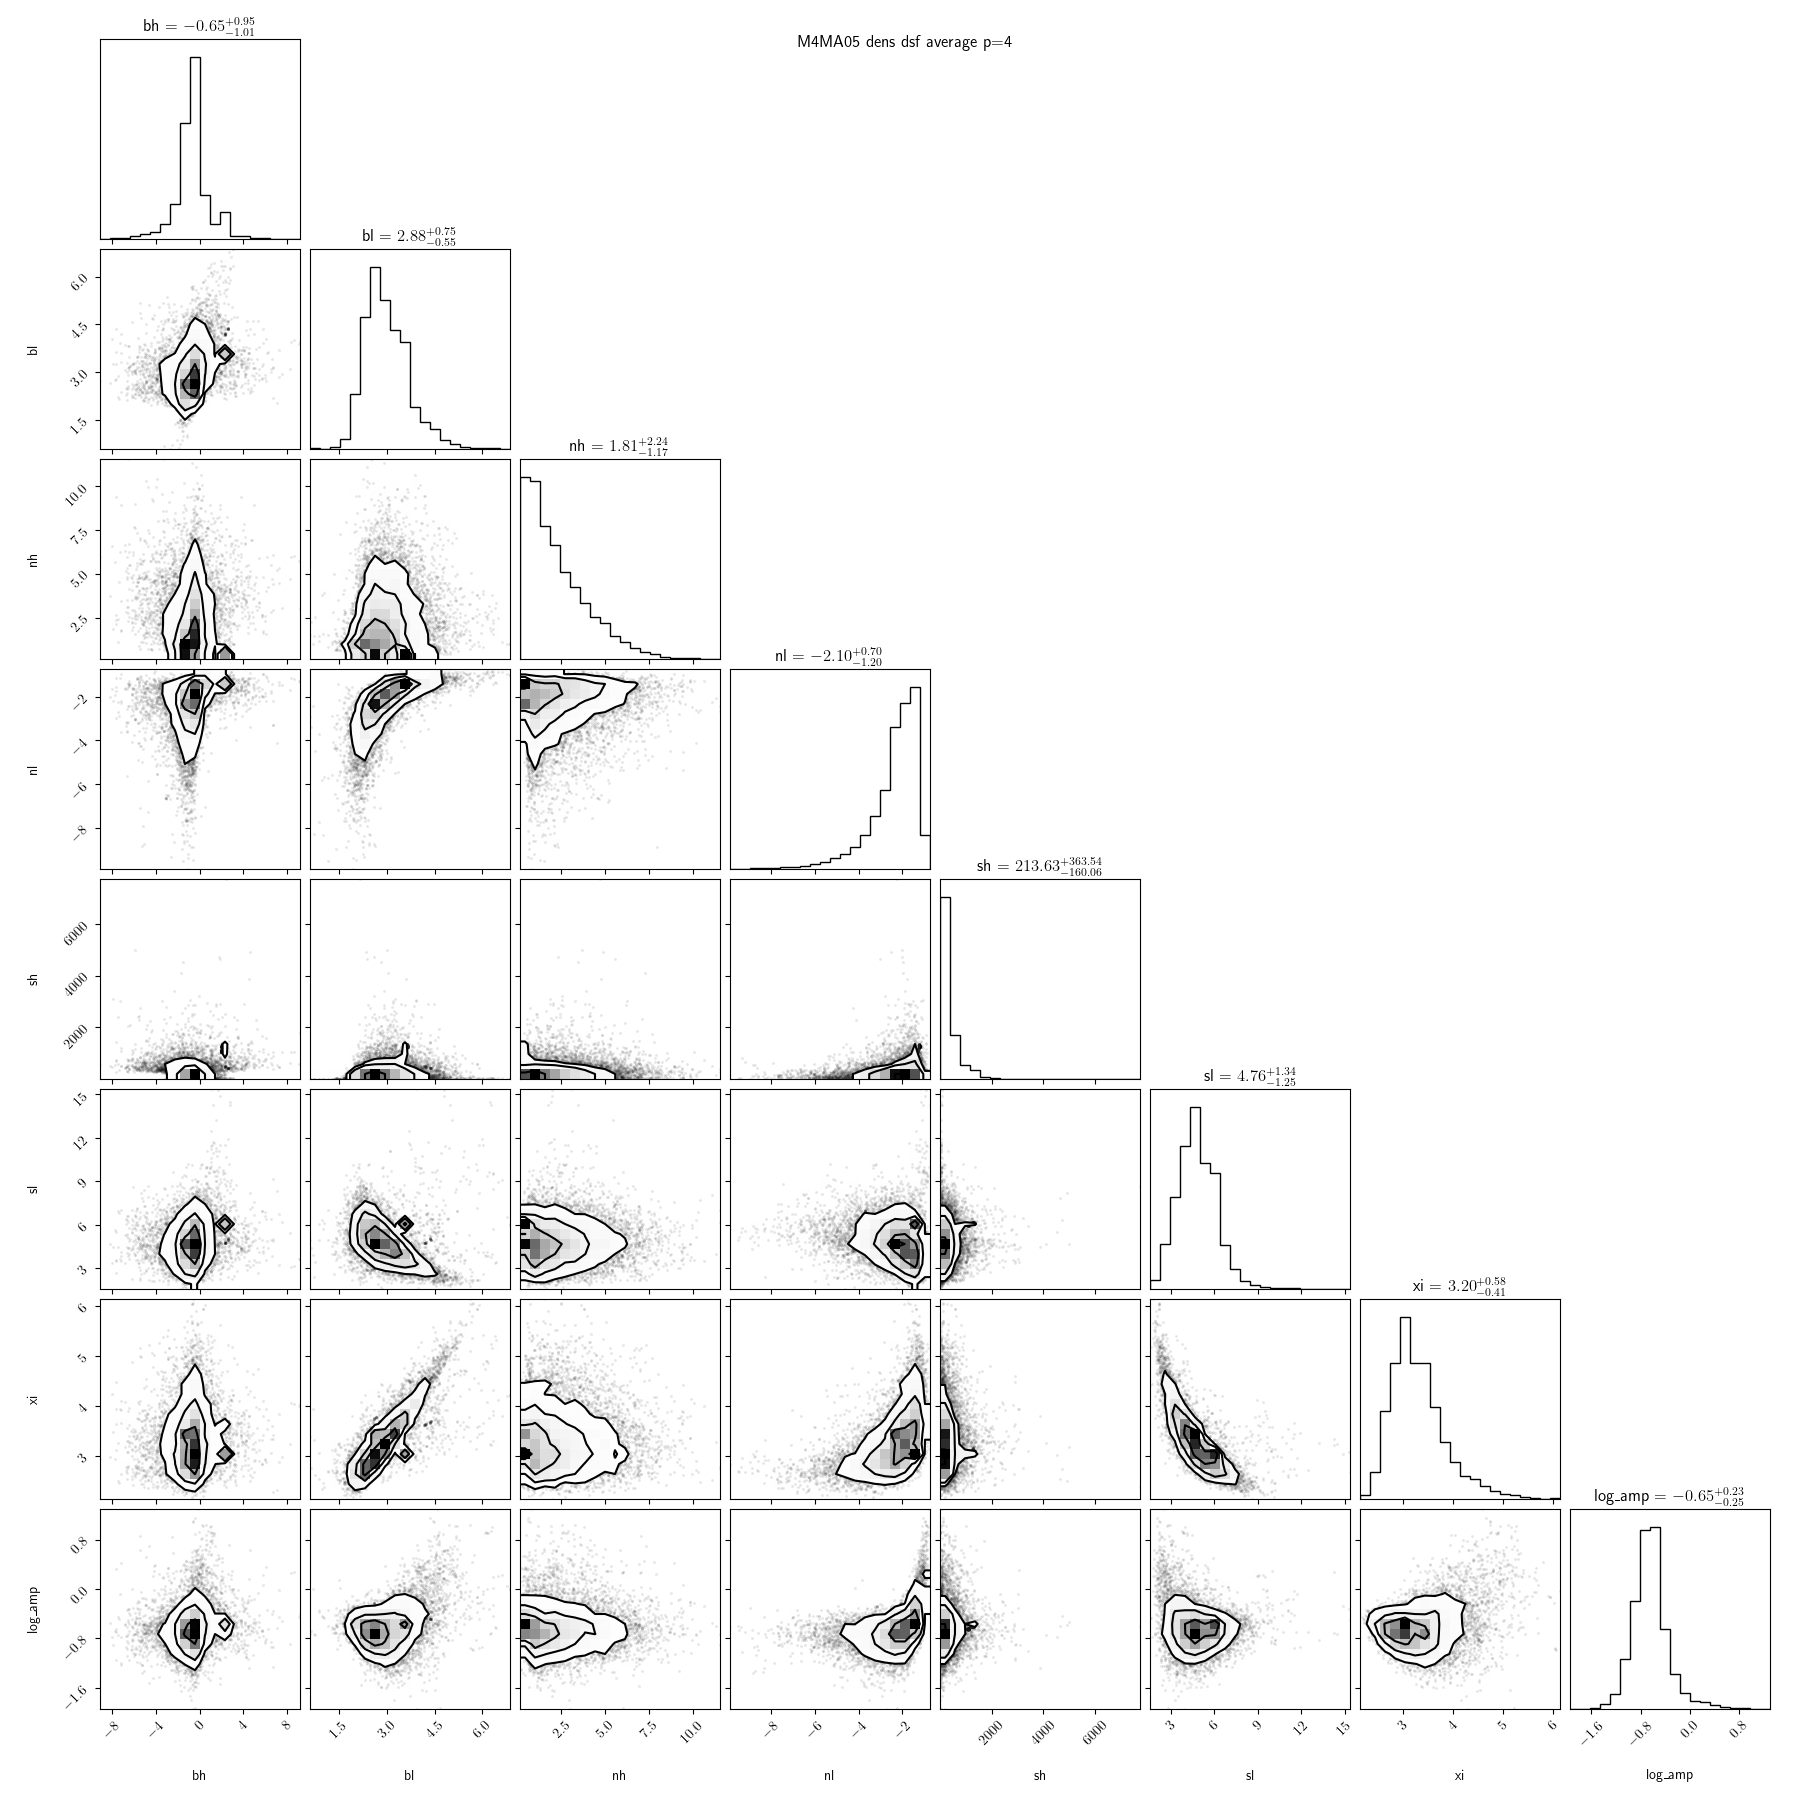 M4MA05 dens dsf average p=4
bh = −0.65 +0.95 −1.01
bl = 2.88 +0.75 −0.55
nh = 1.81 +2.24 −1.17
nl = −2.10 +0.70 −1.20
sh = 213.63 +363.54 −160.06
sl = 4.76 +1.34 −1.25
xi = 3.20 +0.58 −0.41
log_amp = −0.65 +0.23 −0.25
bl
6.0
4.5
3.0
1.5
nh
10.0
7.5
5.0
2.5
nl
−2
−4
−6
−8
sh
6000
4000
2000
sl
15
12
9
6
3
xi
6
5
4
3
log_amp
0.8
0.0
−0.8
−1.6
−8 −4 0 4 8
1.5 3.0 4.5 6.0
2.5 5.0 7.5 10.0
−8 −6 −4 −2
2000 4000 6000
3 6 9 12 15
3 4 5 6
−1.6 −0.8 0.0 0.8
bh bl nh nl sh sl xi log_amp